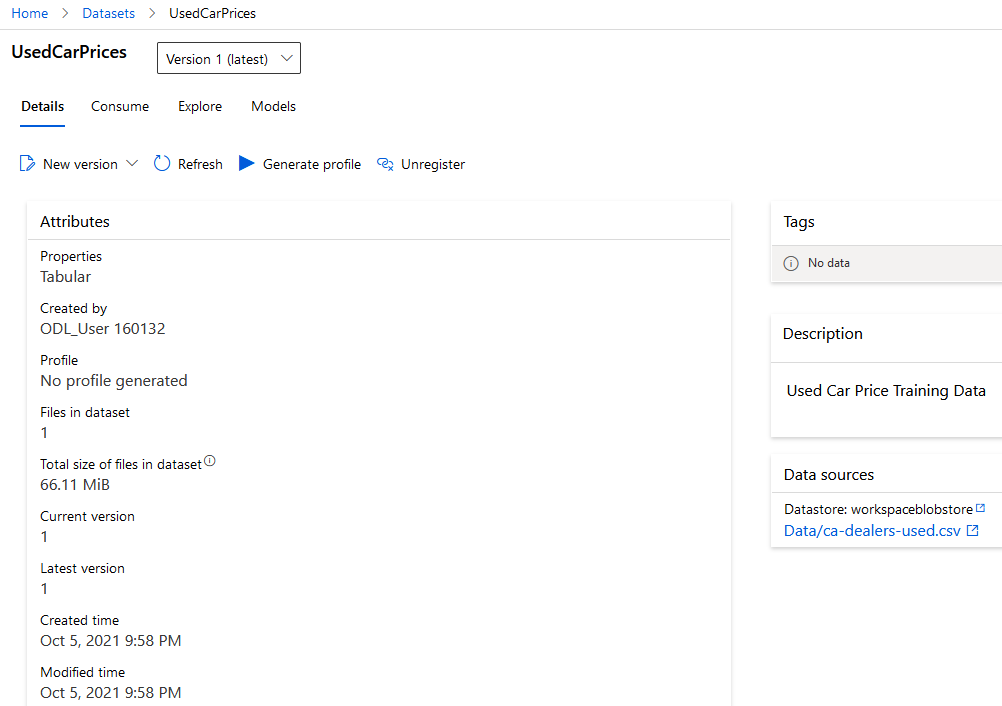 Home > Datasets > UsedCarPrices
UsedCarPrices
Version 1 (latest)
Details Consume Explore Models
New version Refresh Generate profile Unregister
Attributes
Properties
Tabular
Created by
ODL_User 160132
Profile
No profile generated
Files in dataset
1
Total size of files in dataset
66.11 MiB
Current version
1
Latest version
1
Created time
Oct 5, 2021 9:58 PM
Modified time
Oct 5, 2021 9:58 PM
Tags
No data
Description
Used Car Price Training Data
Data sources
Datastore: workspaceblobstore
Data/ca-dealers-used.csv